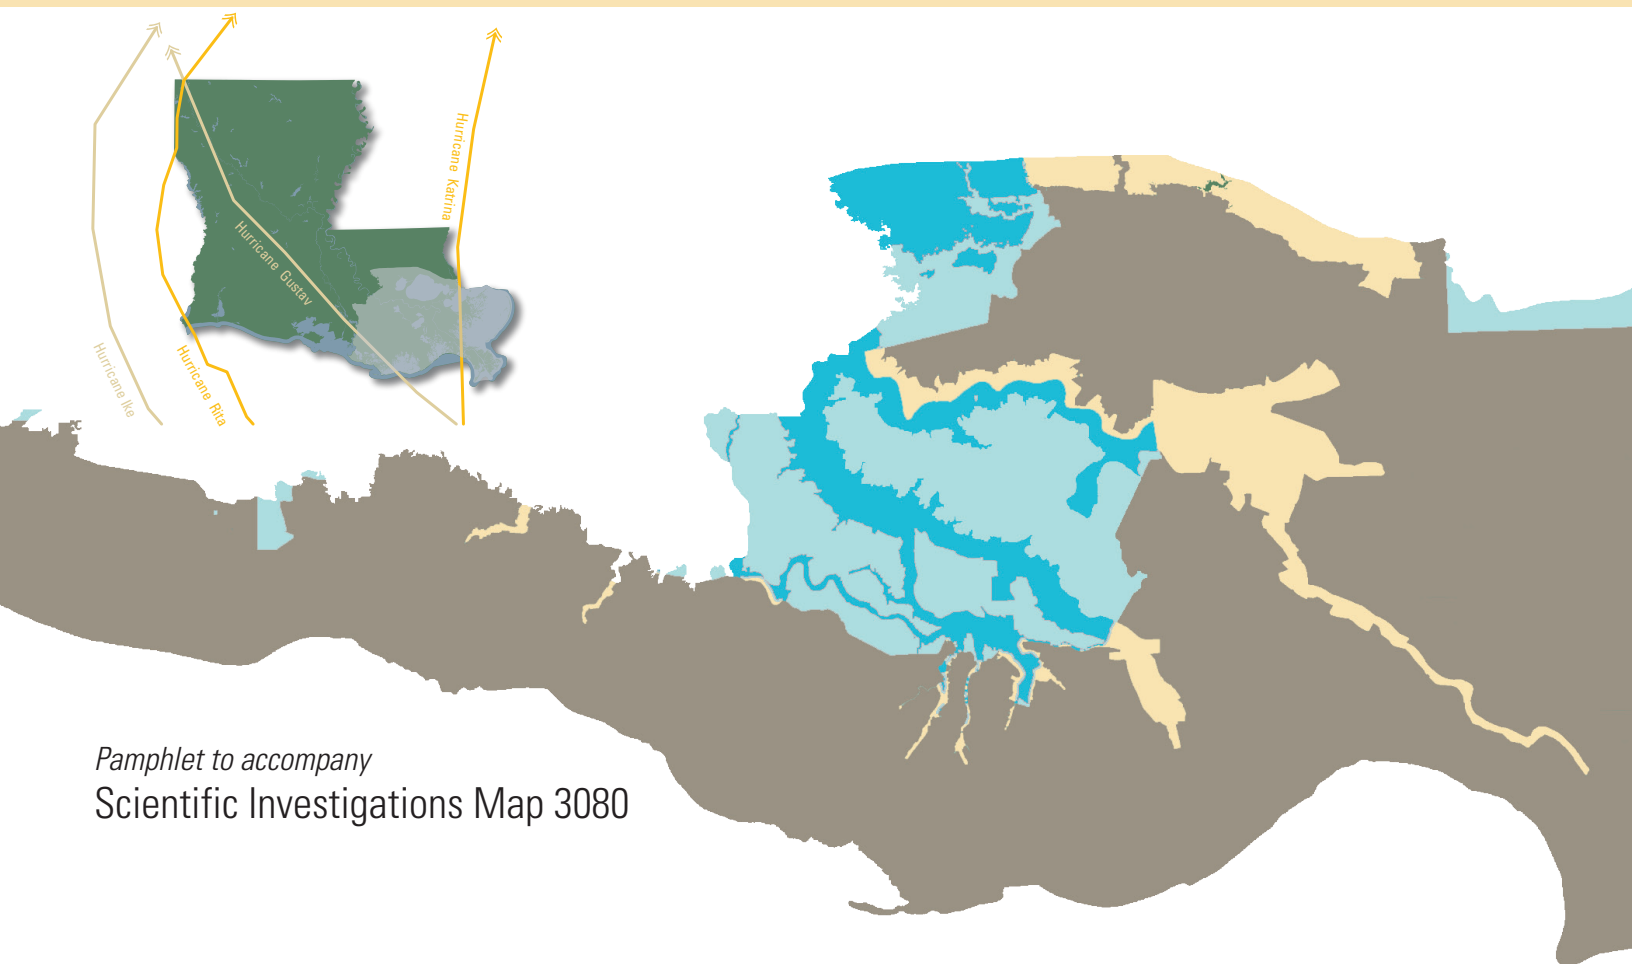 Hurricane Katrina
Hurricane Gustav
Hurricane Ike
Hurricane Rita
Pamphlet to accompany
Scientific Investigations Map 3080